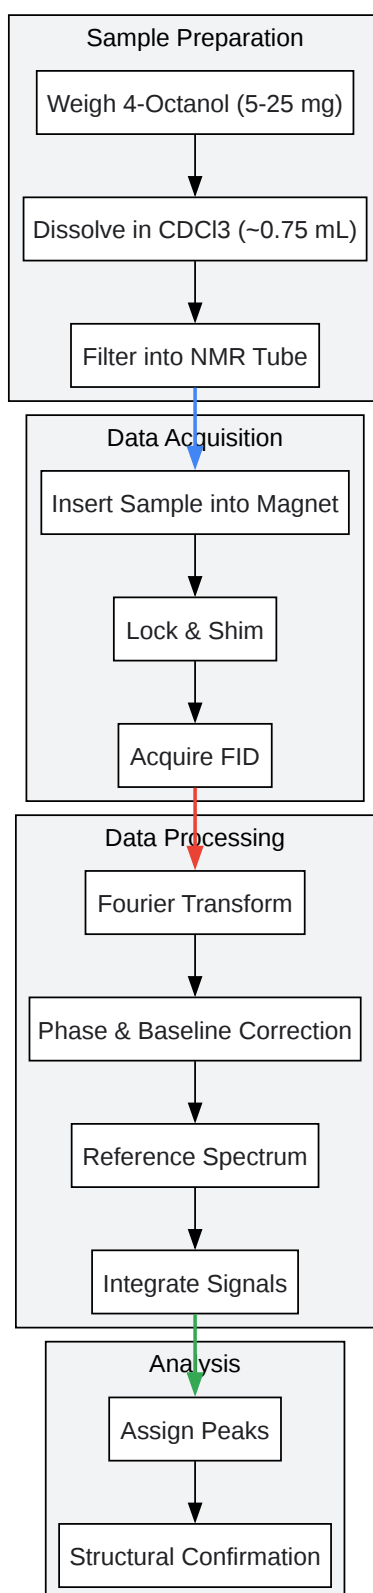 Sample Preparation
Weigh 4-Octanol (5-25 mg)
Dissolve in CDCl3 (~0.75 mL)
Filter into NMR Tube
Data Acquisition
Insert Sample into Magnet
Lock & Shim
Acquire FID
Data Processing
Fourier Transform
Phase & Baseline Correction
Reference Spectrum
Integrate Signals
Analysis
Assign Peaks
Structural Confirmation